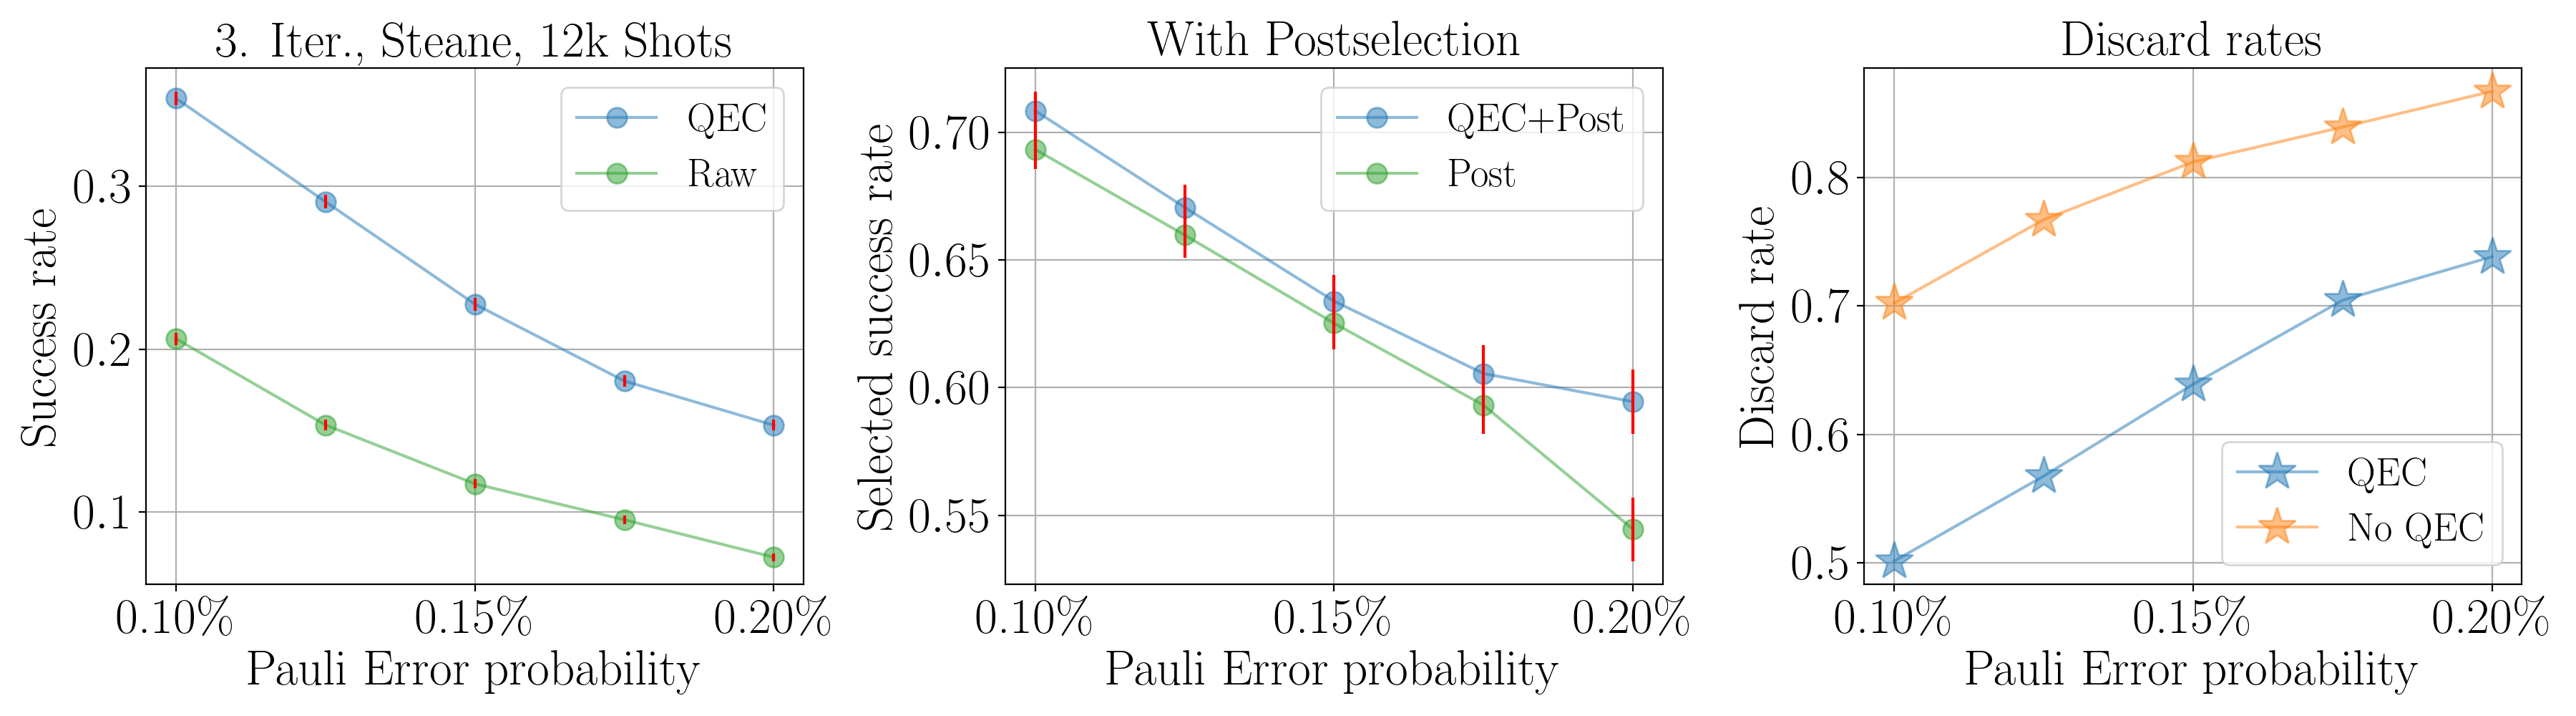 3. Iter., Steane, 12k Shots
Success rate
0.3
0.2
0.1
QEC
Raw
0.10%
0.15%
0.20%
Pauli Error probability
With Postselection
Selected success rate
0.70
0.65
0.60
0.55
QEC+Post
Post
0.10%
0.15%
0.20%
Pauli Error probability
Discard rates
Discard rate
0.8
0.7
0.6
0.5
QEC
No QEC
0.10%
0.15%
0.20%
Pauli Error probability